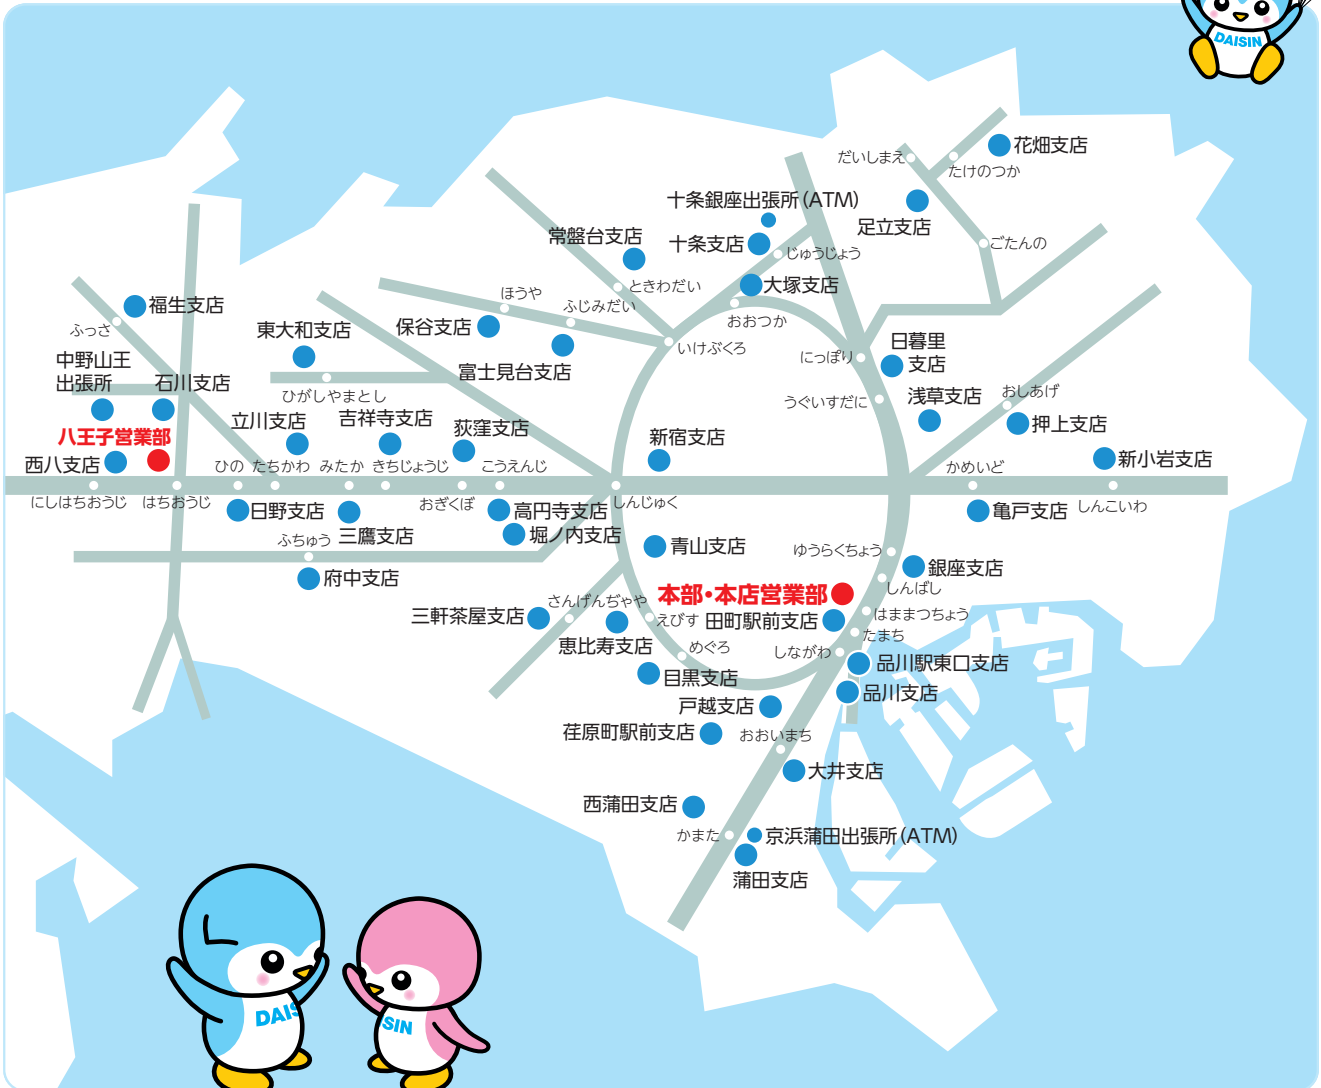 DAISIN
花畑支店
だいしまえ
たけのつか
足立支店
ごたんの
十条銀座出張所(ATM)
十条支店
じゅうじょう
常盤台支店
ときわだい
大塚支店
おおつか
ほうや
ふじみだい
保谷支店
富士見台支店
いけぶくろ
福生支店
ふっさ
東大和支店
ひがしやまとし
中野山王
出張所
石川支店
にっぽり
日暮里
支店
うぐいすだに
浅草支店
おしあげ
押上支店
立川支店
吉祥寺支店
荻窪支店
新宿支店
八王子営業部
西八支店
ひの
たちかわ
みたか
きちじょうじ
こうえんじ
かめいど
新小岩支店
にしはちおうじ
はちおうじ
おぎくぼ
しんじゅく
しんこいわ
日野支店
三鷹支店
高円寺支店
堀ノ内支店
亀戸支店
ふちゅう
府中支店
青山支店
ゆうらくちょう
銀座支店
しんばし
本部・本店営業部
はままつちょう
田町駅前支店
たまち
三軒茶屋支店
さんげんぢゃや
えびす
恵比寿支店
めぐろ
目黒支店
しながわ
品川駅東口支店
品川支店
戸越支店
荏原町駅前支店
おおいまち
大井支店
西蒲田支店
かまた
京浜蒲田出張所(ATM)
蒲田支店
DAIS
SIN